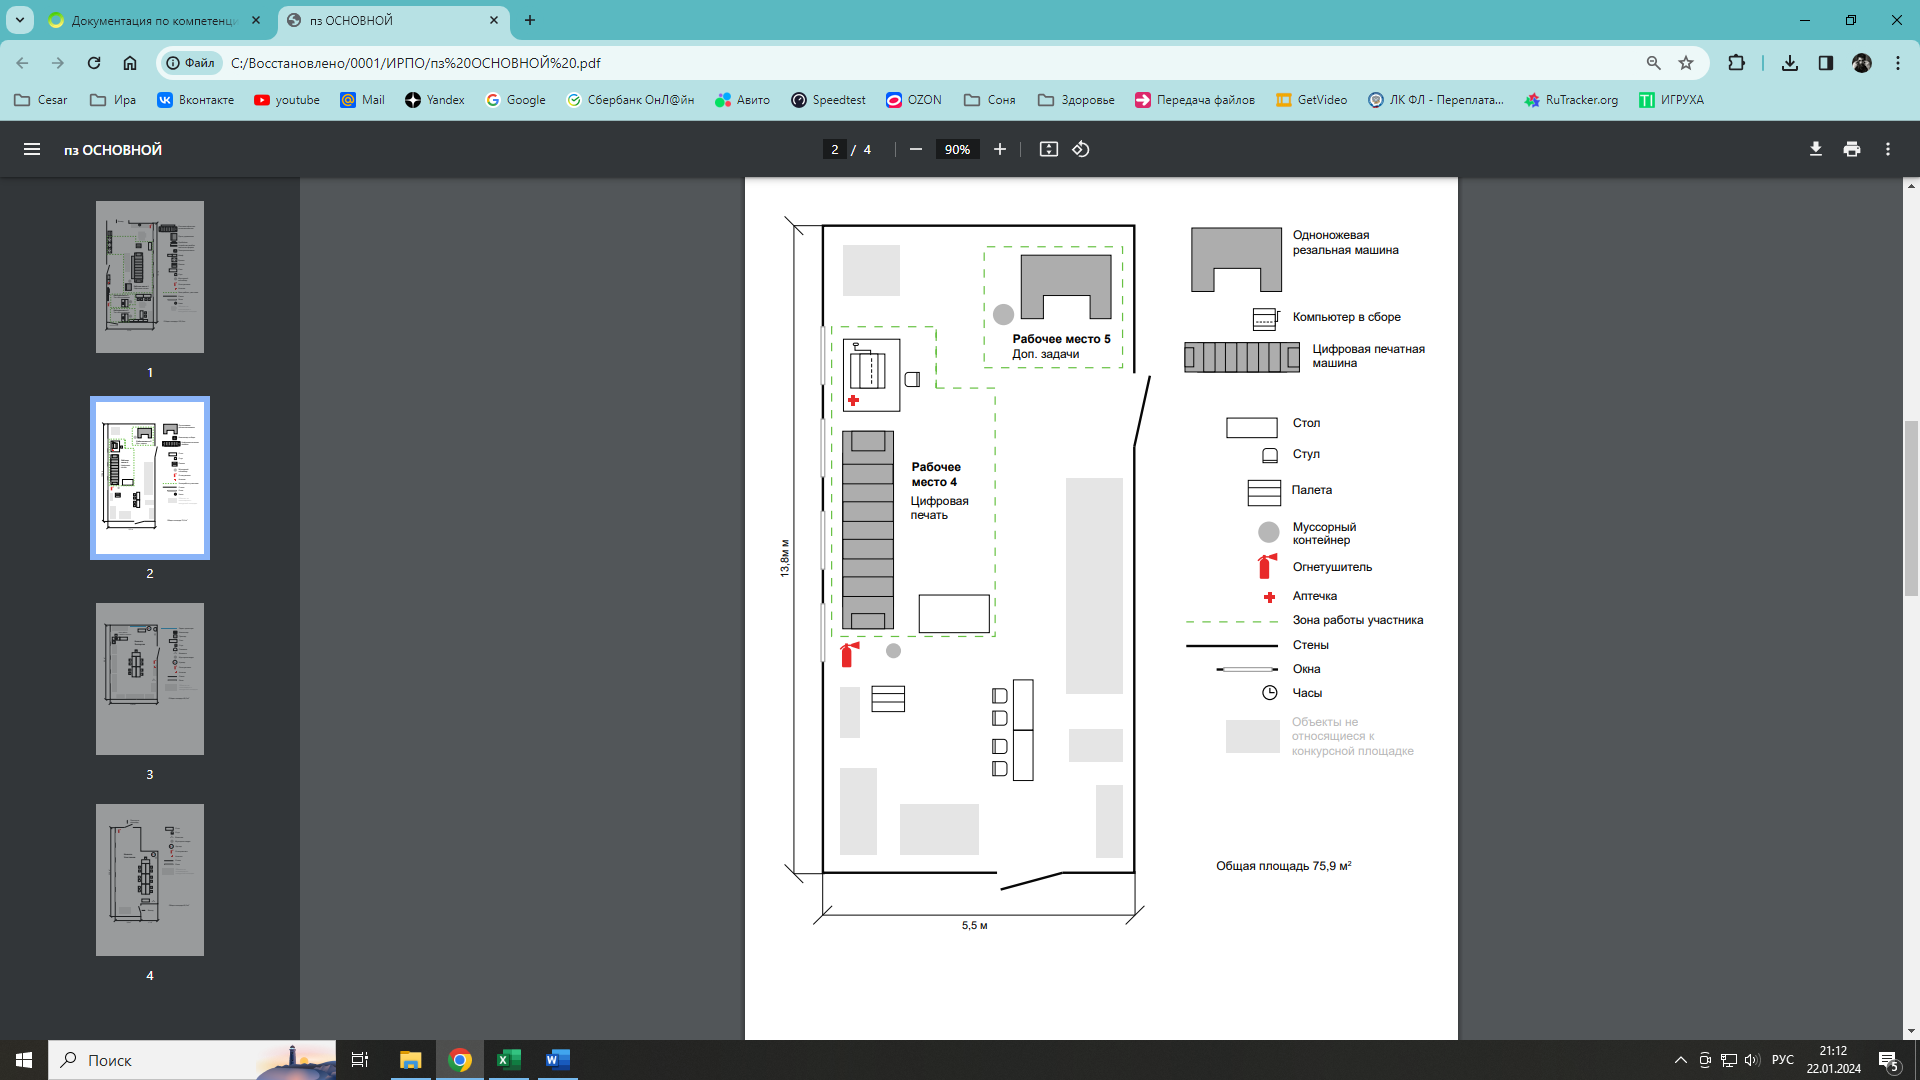 Документация по компетенци
пз ОСНОВНОЙ
Файл
C:/Восстановлено/0001/ИРПО/пз%20ОСНОВНОЙ%20.pdf
Cesar
Ира
Вконтакте
youtube
Mail
Yandex
Google
Сбербанк ОнЛ@йн
Авито
Speedtest
OZON
Соня
Здоровье
Передача файлов
GetVideo
ЛК ФЛ - Переплата...
RuTracker.org
ИГРУХА
пз ОСНОВНОЙ
2 / 4
90%
1
2
3
4
Рабочее место 5
Доп. задачи
Рабочее
место 4
Цифровая
печать
13,8м м
5,5 м
Одноножевая
резальная машина
Компьютер в сборе
Цифровая печатная
машина
Стол
Стул
Палета
Муссорный
контейнер
Огнетушитель
Аптечка
Зона работы участника
Стены
Окна
Часы
Объекты не
относящиеся к
конкурсной площадке
Общая площадь 75,9 м²
Поиск
РУС
21:12
22.01.2024
5